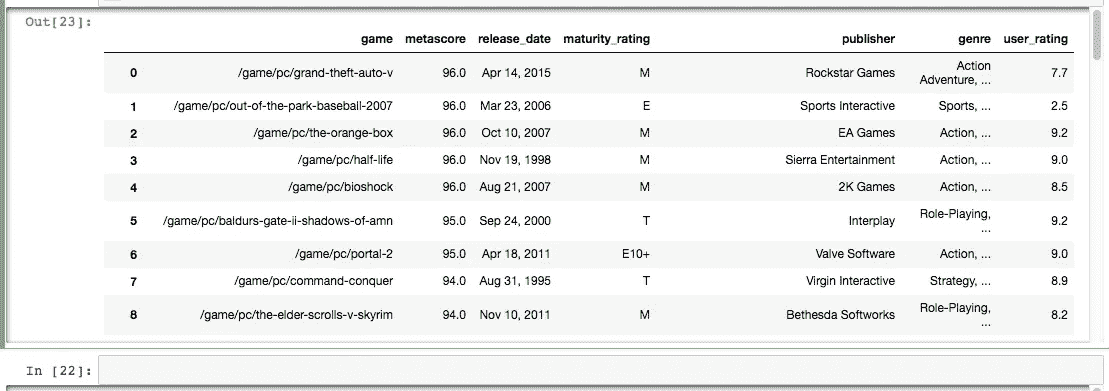 Out[23]:
game metascore release_date maturity_rating publisher genre user_rating
0 /game/pc/grand-theft-auto-v 96.0 Apr 14, 2015 M Rockstar Games Action Adventure, ... 7.7
1 /game/pc/out-of-the-park-baseball-2007 96.0 Mar 23, 2006 E Sports Interactive Sports, ... 2.5
2 /game/pc/the-orange-box 96.0 Oct 10, 2007 M EA Games Action, ... 9.2
3 /game/pc/half-life 96.0 Nov 19, 1998 M Sierra Entertainment Action, ... 9.0
4 /game/pc/bioshock 96.0 Aug 21, 2007 M 2K Games Action, ... 8.5
5 /game/pc/baldurs-gate-ii-shadows-of-amn 95.0 Sep 24, 2000 T Interplay Role-Playing, ... 9.2
6 /game/pc/portal-2 95.0 Apr 18, 2011 E10+ Valve Software Action, ... 9.0
7 /game/pc/command-conquer 94.0 Aug 31, 1995 T Virgin Interactive Strategy, ... 8.9
8 /game/pc/the-elder-scrolls-v-skyrim 94.0 Nov 10, 2011 M Bethesda Softworks Role-Playing, ... 8.2
In [22]: